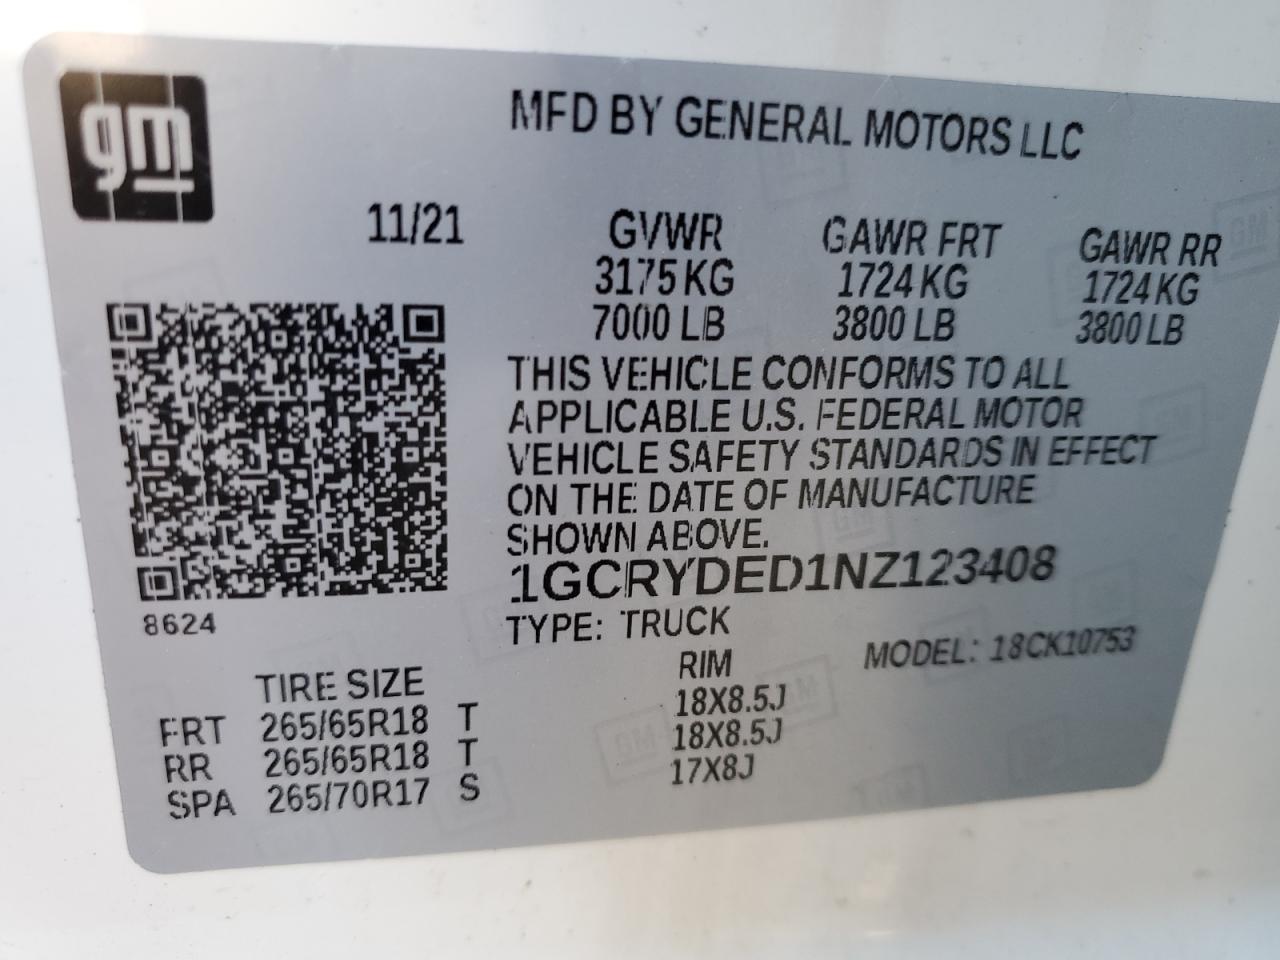 gm
MFD BY GENERAL MOTORS LLC
11/21 GVWR GAWR FRT GAWR RR
3175 KG 1724 KG 1724 KG
7000 LB 3800 LB 3800 LB
THIS VEHICLE CONFORMS TO ALL
APPLICABLE U.S. FEDERAL MOTOR
VEHICLE SAFETY STANDARDS IN EFFECT
ON THE DATE OF MANUFACTURE
SHOWN ABOVE.
1GCRYDED1NZ123408
8624
TYPE: TRUCK MODEL: 18CK10753
TIRE SIZE RIM
FRT 265/65R18 T 18X8.5J
RR 265/65R18 T 18X8.5J
SPA 265/70R17 S 17X8J